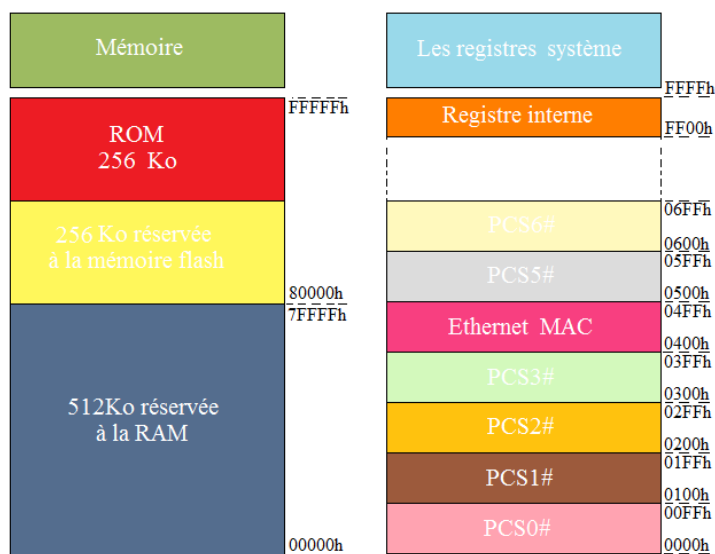 Mémoire
FFFFFh
ROM
256 Ko
256 Ko réservée
à la mémoire flash
80000h
7FFFFh
512Ko réservée
à la RAM
00000h
Les registres système
FFFFh
Registre interne
FF00h
06FFh
PCS6#
0600h
05FFh
PCS5#
0500h
04FFh
Ethernet MAC
0400h
03FFh
PCS3#
0300h
02FFh
PCS2#
0200h
01FFh
PCS1#
0100h
00FFh
PCS0#
0000h